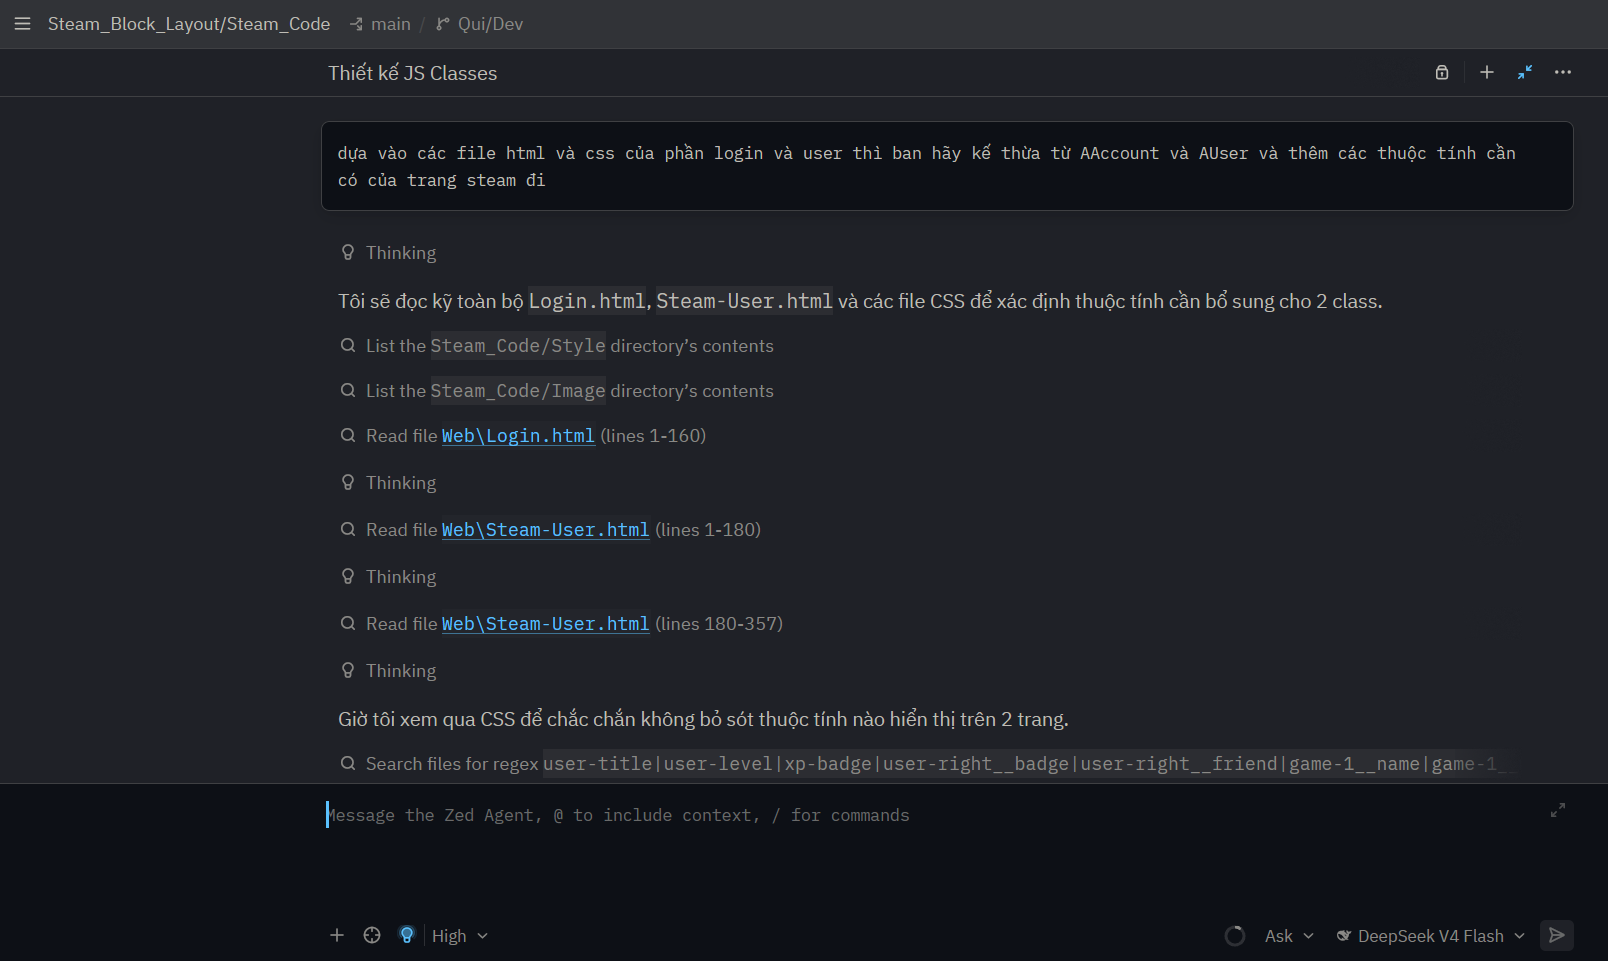 Steam_Block_Layout/Steam_Code main / Qui/Dev
Thiết kế JS Classes
dựa vào các file html và css của phần login và user thì ban hãy kế thừa từ AAccount và AUser và thêm các thuộc tính cần
có của trang steam đi
Thinking
Tôi sẽ đọc kỹ toàn bộ Login.html, Steam-User.html và các file CSS để xác định thuộc tính cần bổ sung cho 2 class.
List the Steam_Code/Style directory’s contents
List the Steam_Code/Image directory’s contents
Read file Web\Login.html (lines 1-160)
Thinking
Read file Web\Steam-User.html (lines 1-180)
Thinking
Read file Web\Steam-User.html (lines 180-357)
Thinking
Giờ tôi xem qua CSS để chắc chắn không bỏ sót thuộc tính nào hiển thị trên 2 trang.
Search files for regex user-title|user-level|xp-badge|user-right__badge|user-right__friend|game-1__name|game-1__
Message the Zed Agent, @ to include context, / for commands
High Ask DeepSeek V4 Flash